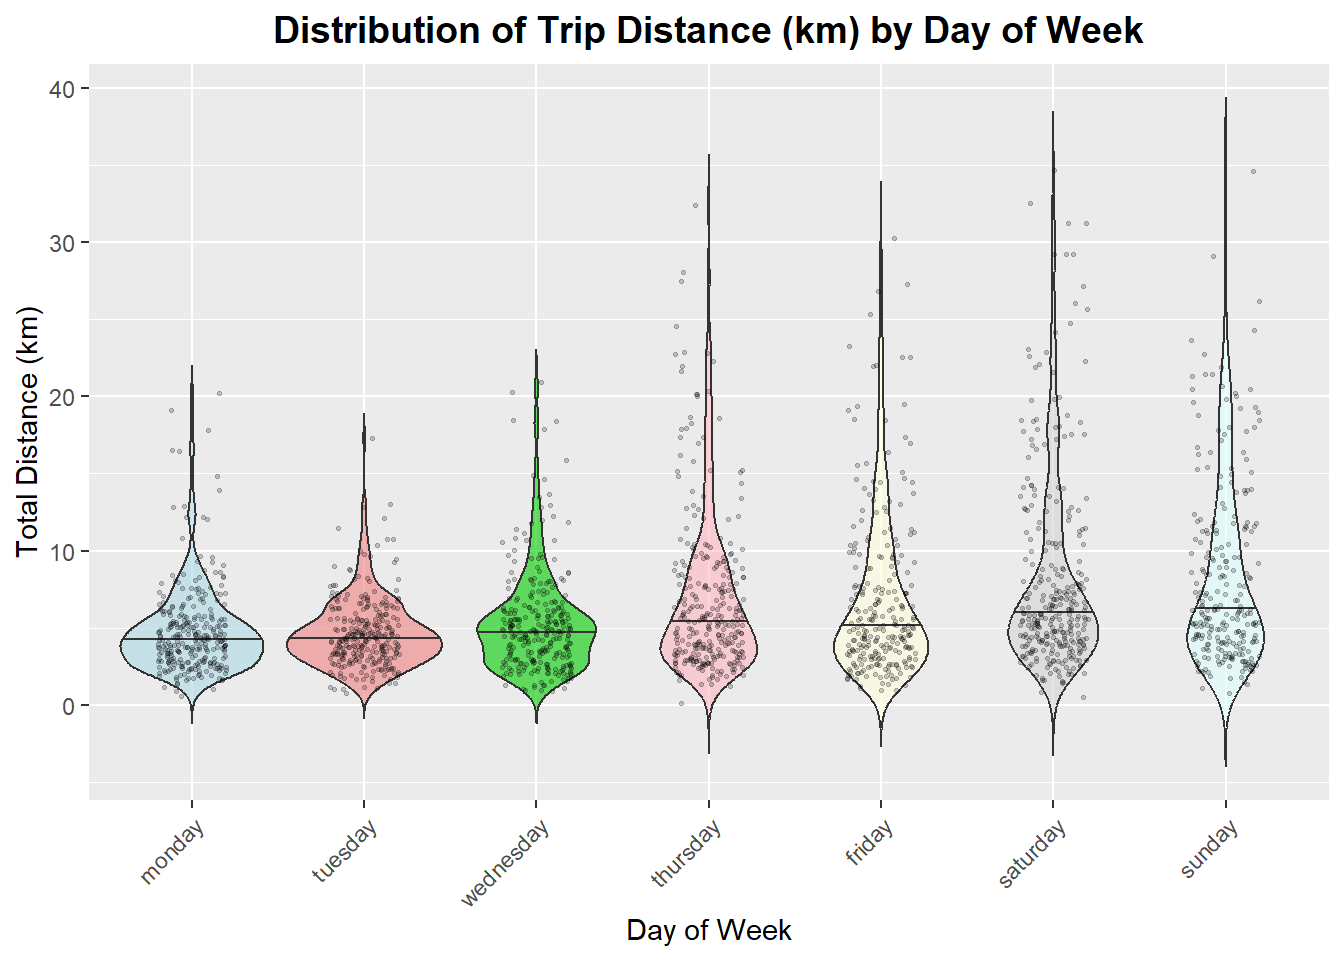 Distribution of Trip Distance (km) by Day of Week
Total Distance (km)
40
30
20
10
0
monday
tuesday
wednesday
thursday
friday
saturday
sunday
Day of Week